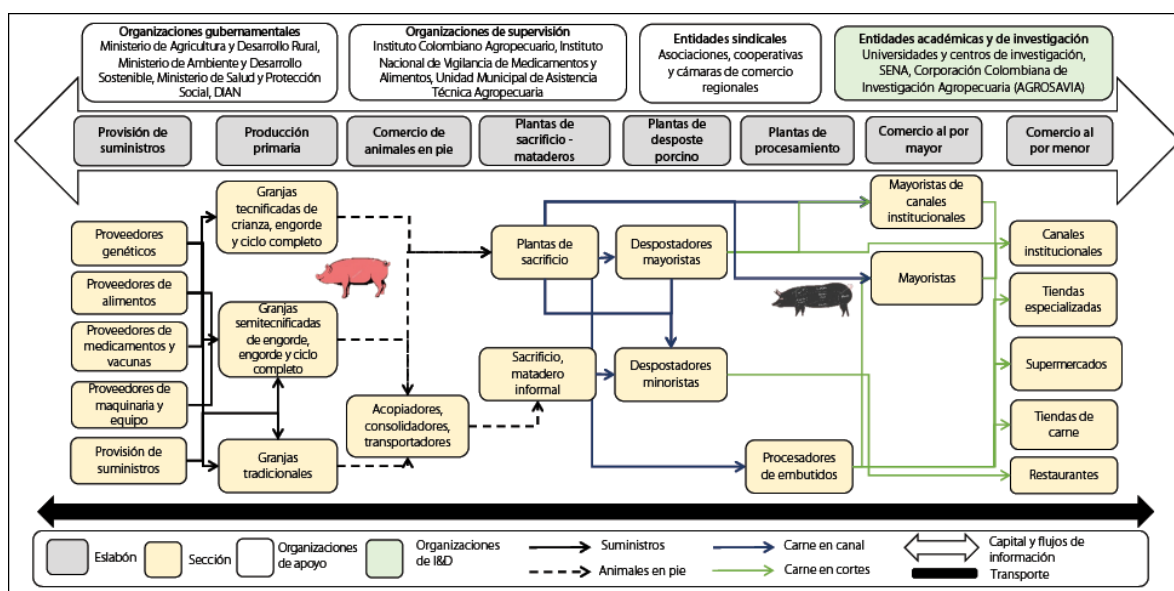 Organizaciones gubernamentales
Ministerio de Agricultura y Desarrollo Rural,
Ministerio de Ambiente y Desarrollo
Sostenible, Ministerio de Salud y Protección
Social, DIAN
Organizaciones de supervisión
Instituto Colombiano Agropecuario, Instituto
Nacional de Vigilancia de Medicamentos y
Alimentos, Unidad Municipal de Asistencia
Técnica Agropecuaria
Entidades sindicales
Asociaciones, cooperativas
y cámaras de comercio
regionales
Entidades académicas y de investigación
Universidades y centros de investigación,
SENA, Corporación Colombiana de
Investigación Agropecuaria (AGROSAVIA)
Provisión de
suministros
Producción
primaria
Comercio de
animales en pie
Plantas de
sacrificio -
mataderos
Plantas de
desposte
porcino
Plantas de
procesamiento
Comercio al por
mayor
Comercio al
por menor
Proveedores
genéticos
Proveedores de
alimentos
Proveedores de
medicamentos y
vacunas
Proveedores de
maquinaria y
equipo
Provisión de
suministros
Granjas
tecnificadas de
crianza, engorde
y ciclo completo
Granjas
semitecnificadas
de engorde,
engorde y ciclo
completo
Granjas
tradicionales
Acopiadores,
consolidadores,
transportadores
Plantas de
sacrificio
Sacrificio,
matadero
informal
Despostadores
mayoristas
Despostadores
minoristas
Procesadores
de embutidos
Mayoristas de
canales
institucionales
Mayoristas
Canales
institucionales
Tiendas
especializadas
Supermercados
Tiendas de
carne
Restaurantes
Eslabón
Sección
Organizaciones
de apoyo
Organizaciones
de I&D
Suministros
Animales en pie
Carne en canal
Carne en cortes
Capital y flujos de
información
Transporte